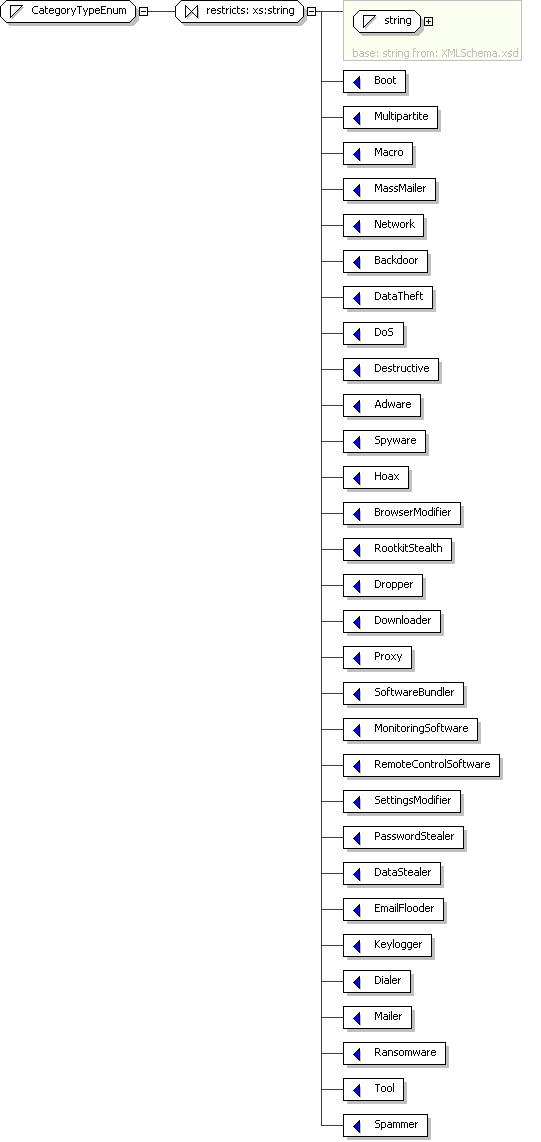 CategoryTypeEnum
restricts: xs:string
string
base: string from: XMLSchema.xsd
Boot
Multipartite
Macro
MassMailer
Network
Backdoor
DataTheft
DoS
Destructive
Adware
Spyware
Hoax
BrowserModifier
RootkitStealth
Dropper
Downloader
Proxy
SoftwareBundler
MonitoringSoftware
RemoteControlSoftware
SettingsModifier
PasswordStealer
DataStealer
EmailFlooder
Keylogger
Dialer
Mailer
Ransomware
Tool
Spammer